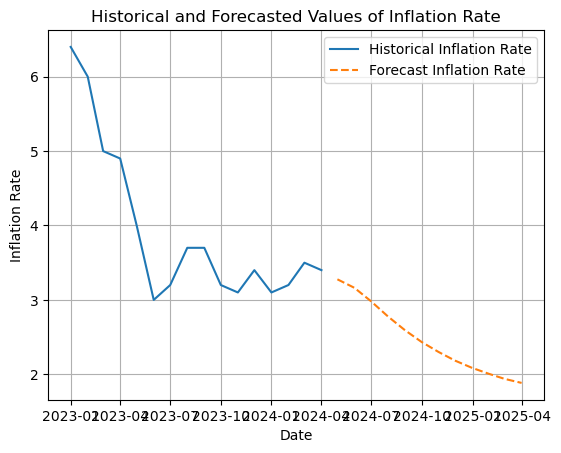 Historical and Forecasted Values of Inflation Rate
Historical Inflation Rate
Forecast Inflation Rate
Inflation Rate
6
5
4
3
2
2023-01 2023-04 2023-07 2023-10 2024-01 2024-04 2024-07 2024-10 2025-01 2025-04
Date